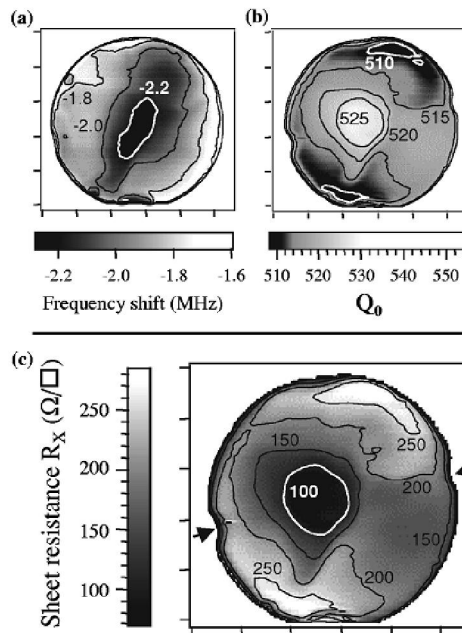 (a)
-1.8
-2.0
-2.2
-2.2 -2.0 -1.8 -1.6
Frequency shift (MHz)
(b)
510
515
520
525
510 520 530 540 550
Q₀
(c)
Sheet resistance Rₓ (Ω/□)
250
200
150
100
150
250
200
100
150
250
200